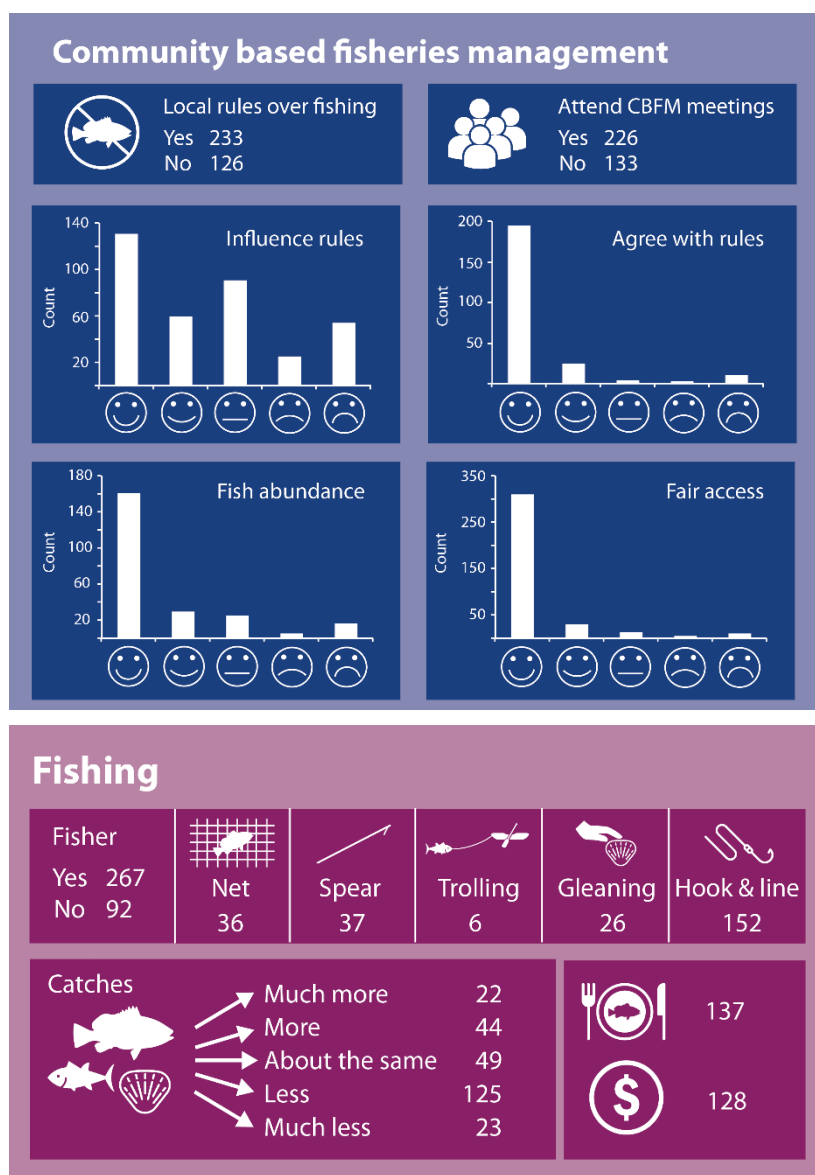 Community based fisheries management
Local rules over fishing
Yes 233
No 126
Attend CBFM meetings
Yes 226
No 133
Influence rules
Count
140
100
60
20
Agree with rules
Count
200
150
100
50
Fish abundance
Count
180
140
100
60
20
Fair access
Count
350
250
150
50
Fishing
Fisher
Yes 267
No 92
Net
36
Spear
37
Trolling
6
Gleaning
26
Hook & line
152
Catches
Much more 22
More 44
About the same 49
Less 125
Much less 23
137
$ 128